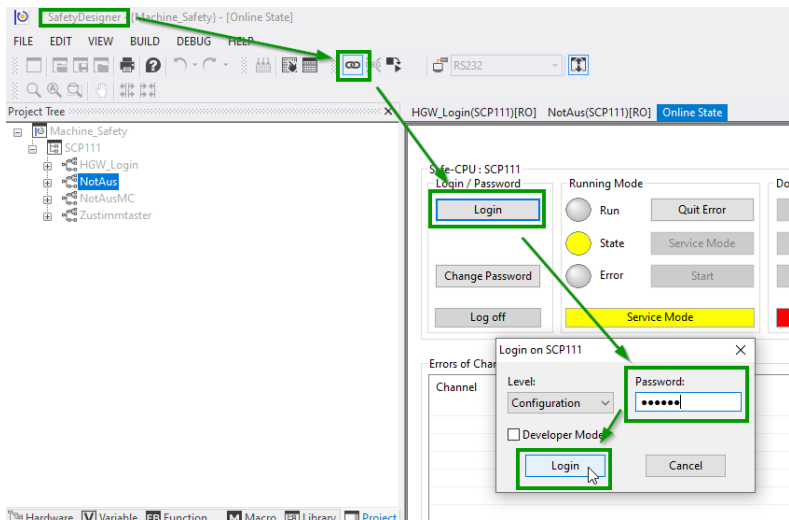 SafetyDesigner - {Machine_Safety} - [Online State]
FILE EDIT VIEW BUILD DEBUG HELP
RS232
Project Tree
HGW_Login(SCP111)[RO] NotAus(SCP111)[RO] Online State
Machine_Safety
SCP111
HGW_Login
NotAus
NotAusMC
Zustimmtaster
Safe-CPU : SCP111
Login / Password
Running Mode
Do
Login
Run
Quit Error
State
Service Mode
Change Password
Error
Start
Log off
Service Mode
Login on SCP111
Errors of Cha
Channel
Level:
Password:
Configuration
••••••
Developer Mode
Login
Cancel
Hardware Variable FB Function M Macro Library Project